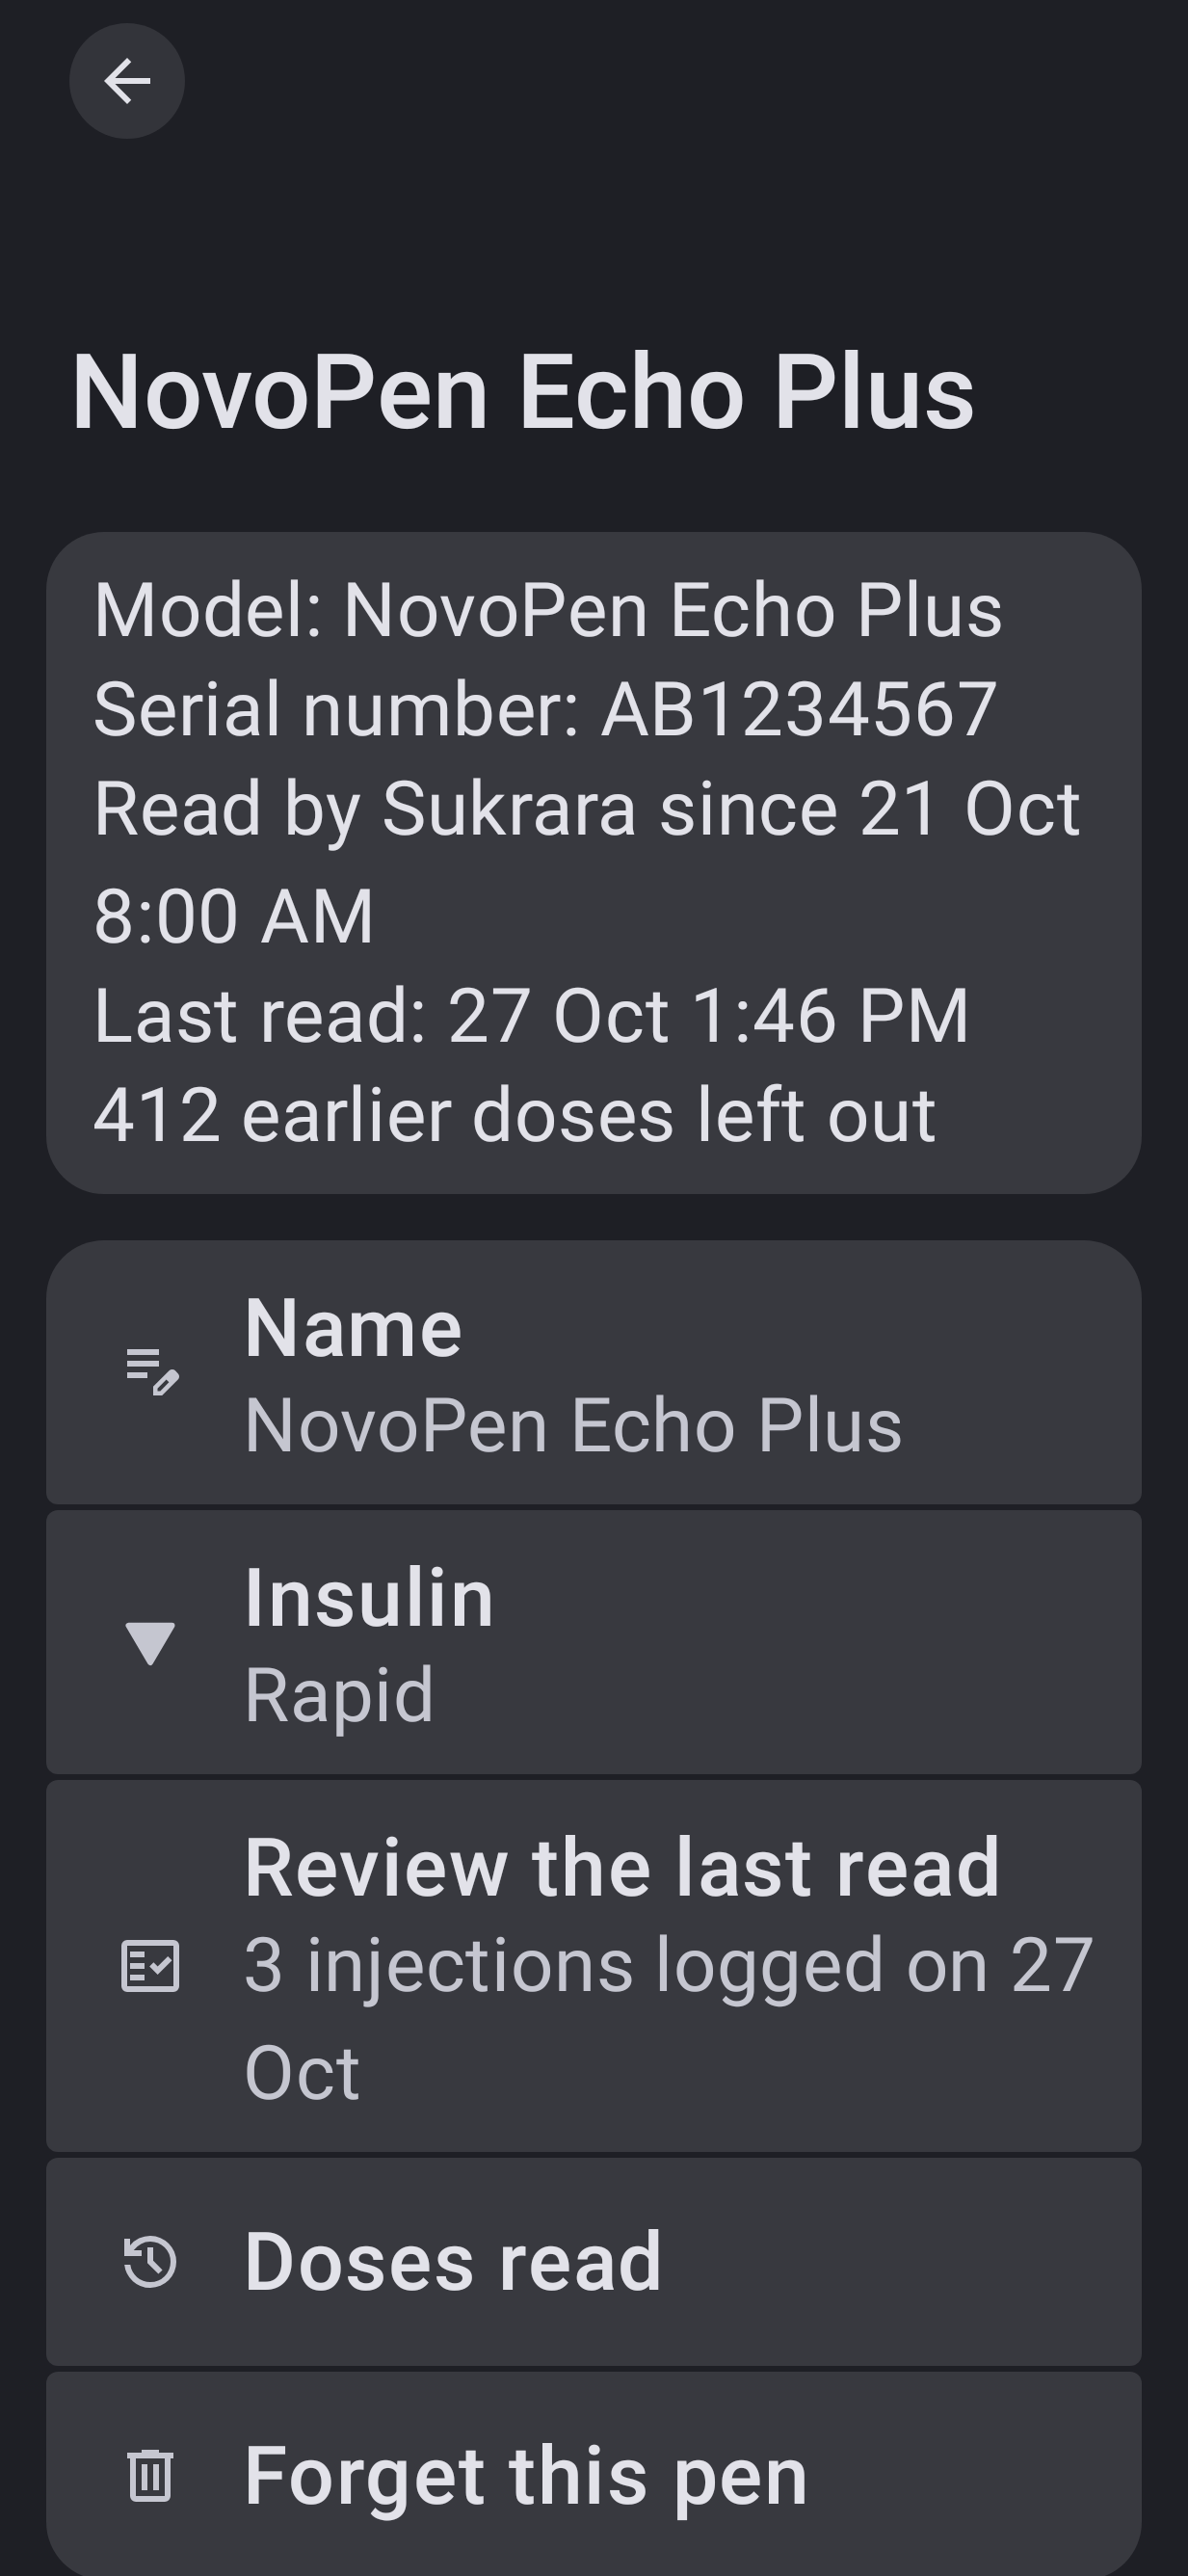 NovoPen Echo Plus
Model: NovoPen Echo Plus
Serial number: AB1234567
Read by Sukrara since 21 Oct
8:00 AM
Last read: 27 Oct 1:46 PM
412 earlier doses left out
Name
NovoPen Echo Plus
Insulin
Rapid
Review the last read
3 injections logged on 27
Oct
Doses read
Forget this pen